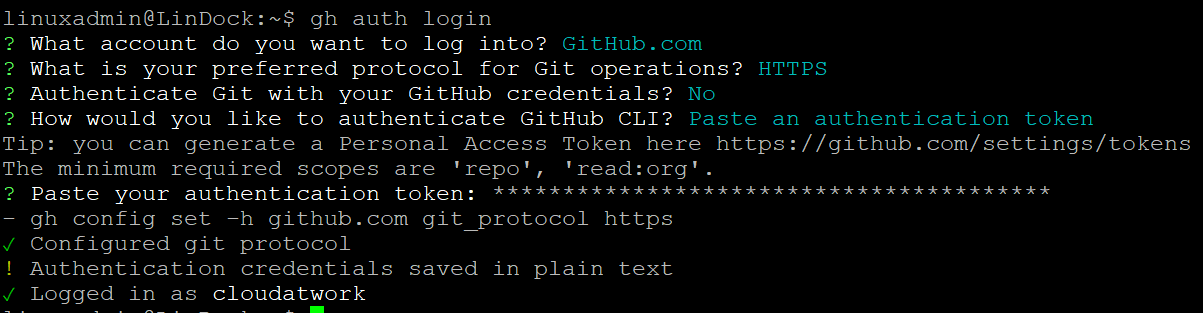 linuxadmin@LinDock:~$ gh auth login
? What account do you want to log into? GitHub.com
? What is your preferred protocol for Git operations? HTTPS
? Authenticate Git with your GitHub credentials? No
? How would you like to authenticate GitHub CLI? Paste an authentication token
Tip: you can generate a Personal Access Token here https://github.com/settings/tokens
The minimum required scopes are 'repo', 'read:org'.
? Paste your authentication token: ****************************************
- gh config set -h github.com git_protocol https
✓ Configured git protocol
! Authentication credentials saved in plain text
✓ Logged in as cloudatwork
linuxadmin@LinDock:~$